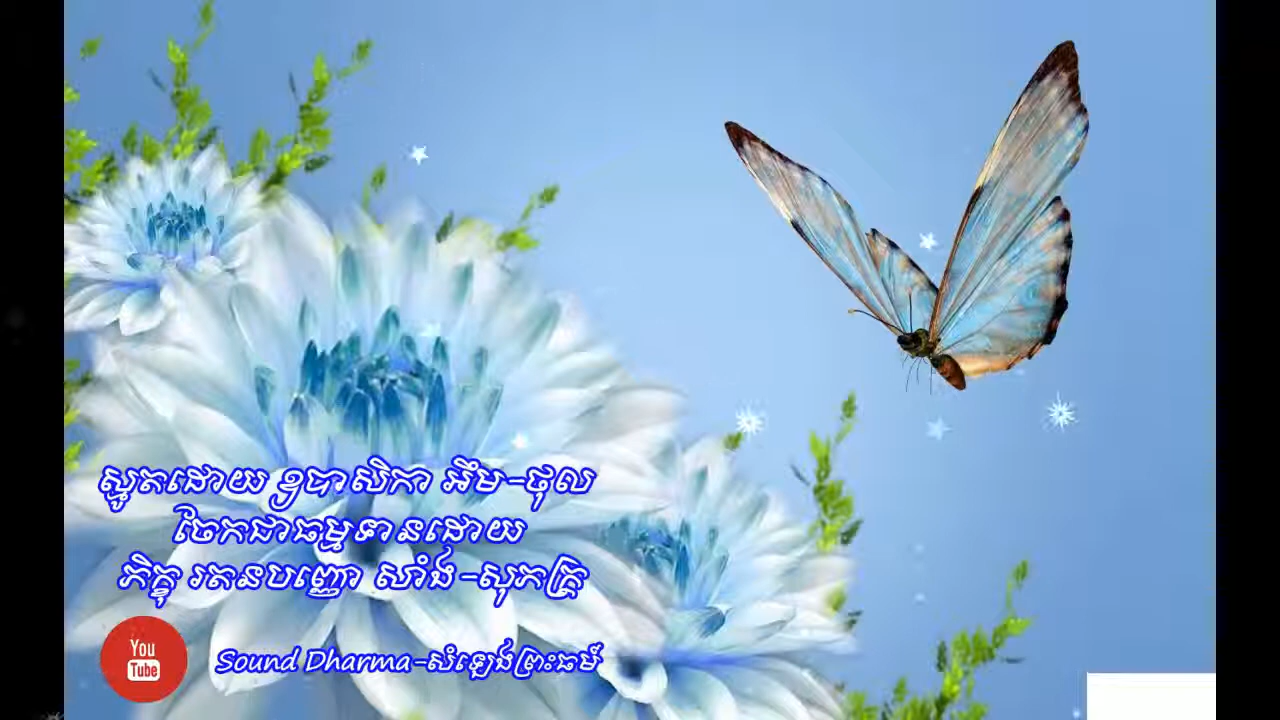 ស្មូតដោយ ឧបាសិកា អឹម-ថុល
ចែកជាធម្មទានដោយ
ភិក្ខុ រតនបញ្ញោ សាំង-សុភក្ត្រ
You
Tube
Sound Dharma-សំឡេងព្រះធម៌